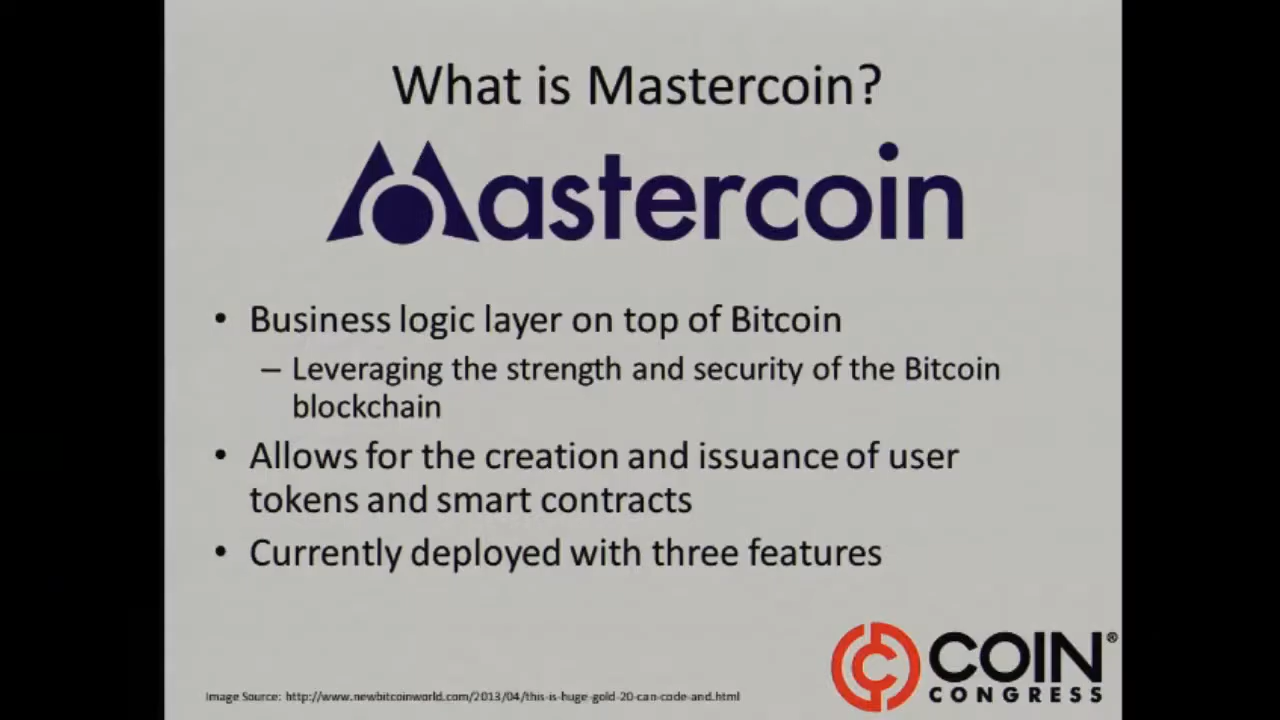 What is Mastercoin?
Mastercoin
• Business logic layer on top of Bitcoin
– Leveraging the strength and security of the Bitcoin
blockchain
• Allows for the creation and issuance of user
tokens and smart contracts
• Currently deployed with three features
COIN®
CONGRESS
Image Source: http://www.newbitcoinworld.com/2013/04/this-is-huge-gold-20-can-code-and.html